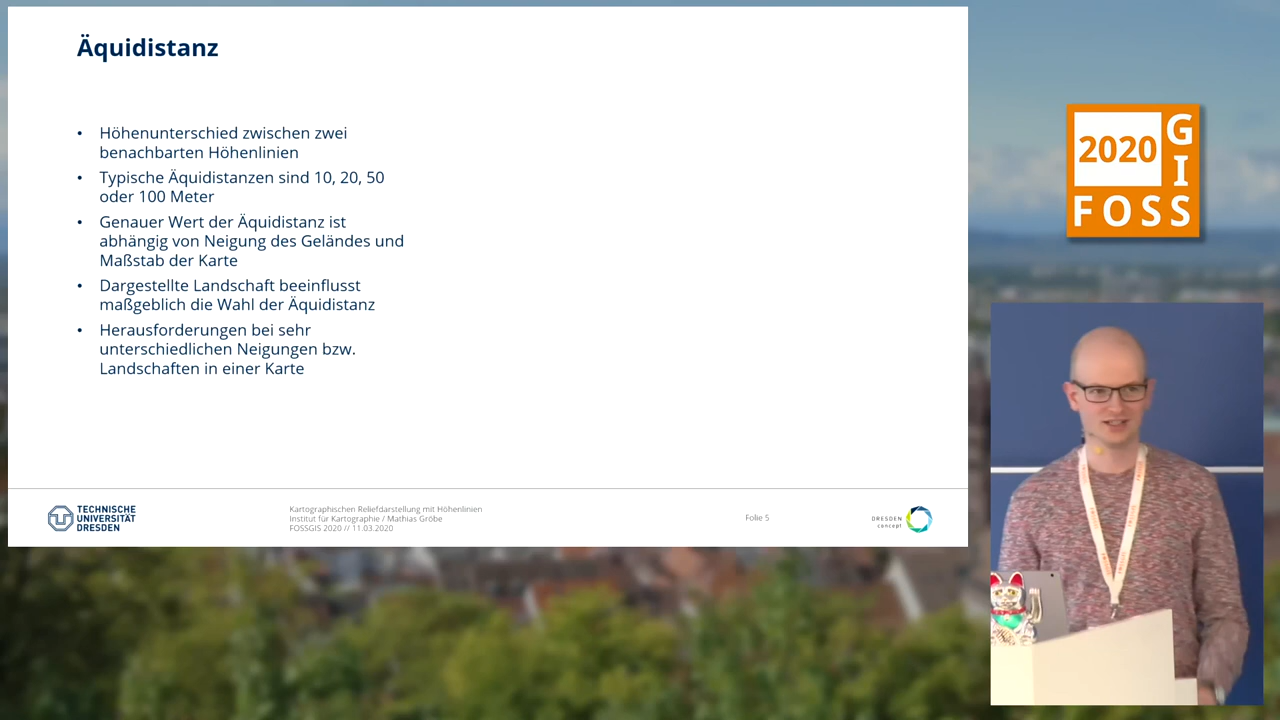 Äquidistanz
• Höhenunterschied zwischen zwei
benachbarten Höhenlinien
• Typische Äquidistanzen sind 10, 20, 50
oder 100 Meter
• Genauer Wert der Äquidistanz ist
abhängig von Neigung des Geländes und
Maßstab der Karte
• Dargestellte Landschaft beeinflusst
maßgeblich die Wahl der Äquidistanz
• Herausforderungen bei sehr
unterschiedlichen Neigungen bzw.
Landschaften in einer Karte
TECHNISCHE
UNIVERSITÄT
DRESDEN
Kartographischen Reliefdarstellung mit Höhenlinien
Institut für Kartographie / Mathias Gröbe
FOSSGIS 2020 // 11.03.2020
Folie 5
DRESDEN
concept
2020
GIS
FOSS